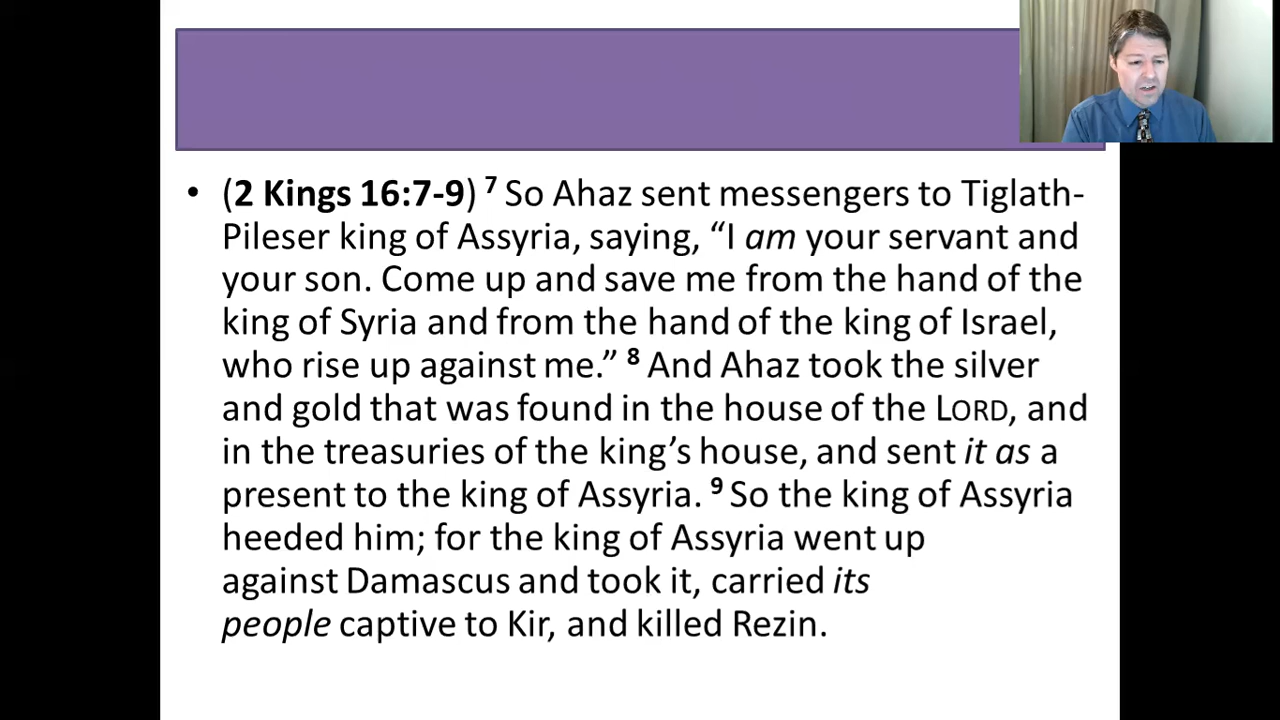 • (2 Kings 16:7-9) 7 So Ahaz sent messengers to Tiglath-
Pileser king of Assyria, saying, “I am your servant and
your son. Come up and save me from the hand of the
king of Syria and from the hand of the king of Israel,
who rise up against me.” 8 And Ahaz took the silver
and gold that was found in the house of the LORD, and
in the treasuries of the king’s house, and sent it as a
present to the king of Assyria. 9 So the king of Assyria
heeded him; for the king of Assyria went up
against Damascus and took it, carried its
people captive to Kir, and killed Rezin.